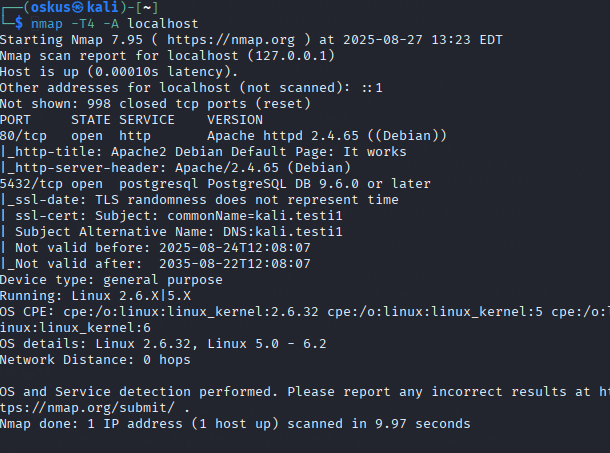 ┌──(oskus㉿kali)-[~]
└─$ nmap -T4 -A localhost
Starting Nmap 7.95 ( https://nmap.org ) at 2025-08-27 13:23 EDT
Nmap scan report for localhost (127.0.0.1)
Host is up (0.00010s latency).
Other addresses for localhost (not scanned): ::1
Not shown: 998 closed tcp ports (reset)
PORT     STATE SERVICE    VERSION
80/tcp   open  http       Apache httpd 2.4.65 ((Debian))
|_http-title: Apache2 Debian Default Page: It works
|_http-server-header: Apache/2.4.65 (Debian)
5432/tcp open  postgresql PostgreSQL DB 9.6.0 or later
|_ssl-date: TLS randomness does not represent time
| ssl-cert: Subject: commonName=kali.testi1
| Subject Alternative Name: DNS:kali.testi1
| Not valid before: 2025-08-24T12:08:07
|_Not valid after:  2035-08-22T12:08:07
Device type: general purpose
Running: Linux 2.6.X|5.X
OS CPE: cpe:/o:linux:linux_kernel:2.6.32 cpe:/o:linux:linux_kernel:5 cpe:/o:l
inux:linux_kernel:6
OS details: Linux 2.6.32, Linux 5.0 - 6.2
Network Distance: 0 hops

OS and Service detection performed. Please report any incorrect results at ht
tps://nmap.org/submit/ .
Nmap done: 1 IP address (1 host up) scanned in 9.97 seconds